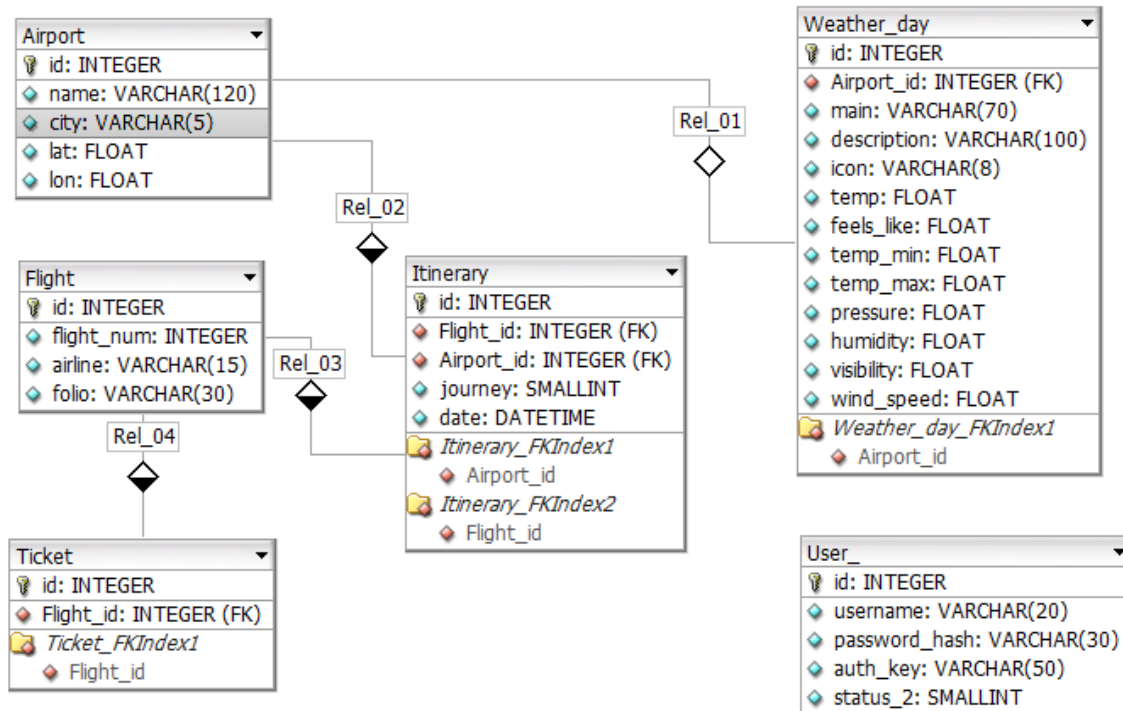 Airport
id: INTEGER
name: VARCHAR(120)
city: VARCHAR(5)
lat: FLOAT
lon: FLOAT
Rel_01
Rel_02
Weather_day
id: INTEGER
Airport_id: INTEGER (FK)
main: VARCHAR(70)
description: VARCHAR(100)
icon: VARCHAR(8)
temp: FLOAT
feels_like: FLOAT
temp_min: FLOAT
temp_max: FLOAT
pressure: FLOAT
humidity: FLOAT
visibility: FLOAT
wind_speed: FLOAT
Weather_day_FKIndex1
Airport_id
Flight
id: INTEGER
flight_num: INTEGER
airline: VARCHAR(15)
folio: VARCHAR(30)
Rel_03
Rel_04
Itinerary
id: INTEGER
Flight_id: INTEGER (FK)
Airport_id: INTEGER (FK)
journey: SMALLINT
date: DATETIME
Itinerary_FKIndex1
Airport_id
Itinerary_FKIndex2
Flight_id
Ticket
id: INTEGER
Flight_id: INTEGER (FK)
Ticket_FKIndex1
Flight_id
User_
id: INTEGER
username: VARCHAR(20)
password_hash: VARCHAR(30)
auth_key: VARCHAR(50)
status_2: SMALLINT